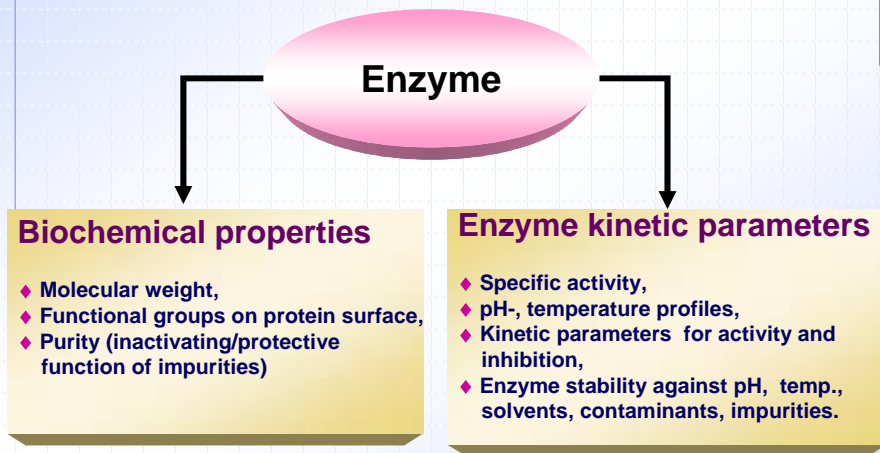 Enzyme
Biochemical properties
♦ Molecular weight,
♦ Functional groups on protein surface,
♦ Purity (inactivating/protective
function of impurities)
Enzyme kinetic parameters
♦ Specific activity,
♦ pH-, temperature profiles,
♦ Kinetic parameters for activity and
inhibition,
♦ Enzyme stability against pH, temp.,
solvents, contaminants, impurities.